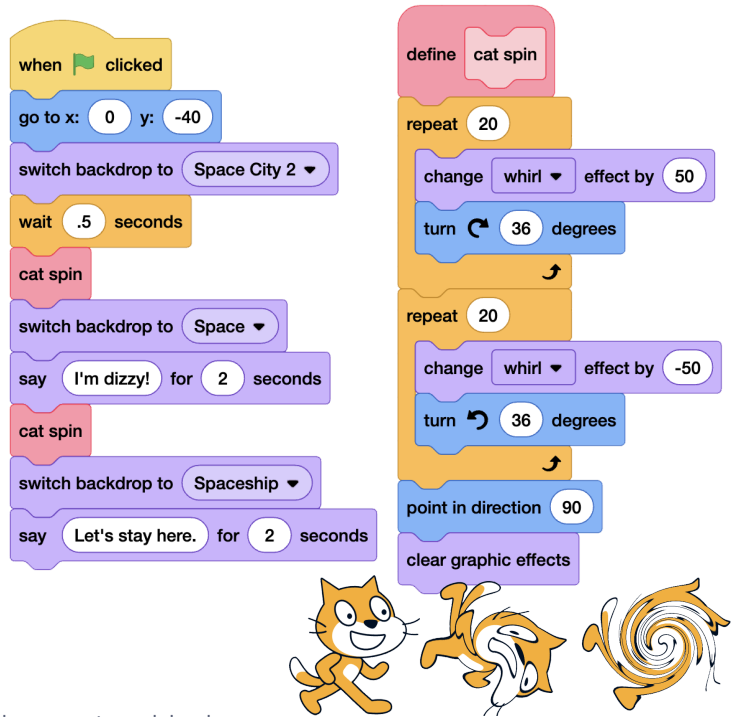 when clicked
go to x: 0 y: -40
switch backdrop to Space City 2
wait .5 seconds
cat spin
switch backdrop to Space
say I'm dizzy! for 2 seconds
cat spin
switch backdrop to Spaceship
say Let's stay here. for 2 seconds
define cat spin
repeat 20
change whirl effect by 50
turn 36 degrees
repeat 20
change whirl effect by -50
turn 36 degrees
point in direction 90
clear graphic effects